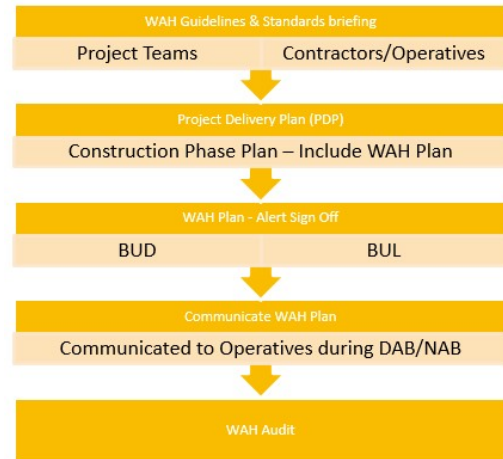 WAH Guidelines & Standards briefing
Project Teams Contractors/Operatives
Project Delivery Plan (PDP)
Construction Phase Plan – Include WAH Plan
WAH Plan - Alert Sign Off
BUD BUL
Communicate WAH Plan
Communicated to Operatives during DAB/NAB
WAH Audit